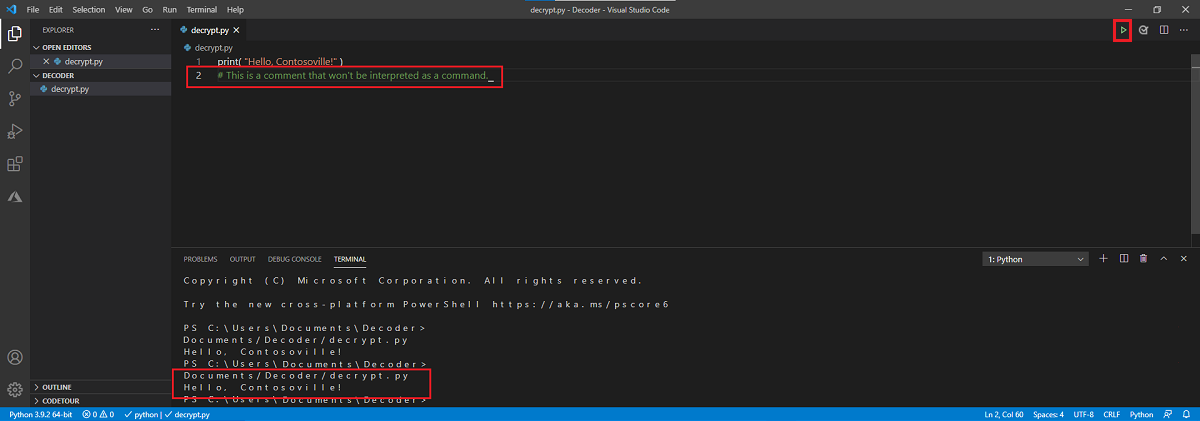 File Edit Selection View Go Run Terminal Help decrypt.py - Decoder - Visual Studio Code
EXPLORER ···
OPEN EDITORS
decrypt.py
DECODER
decrypt.py
OUTLINE
CODETOUR
decrypt.py
decrypt.py
1 print( "Hello, Contosoville!" )
2 # This is a comment that won't be interpreted as a command._
PROBLEMS OUTPUT DEBUG CONSOLE TERMINAL 1: Python
Copyright (C) Microsoft Corporation. All rights reserved.
Try the new cross-platform PowerShell https://aka.ms/pscore6
PS C:\Users\Documents\Decoder>
Documents/Decoder/decrypt.py
Hello, Contosoville!
PS C:\Users\Documents\Decoder>
Documents/Decoder/decrypt.py
Hello, Contosoville!
PS C:\Users\Documents\Decoder>
Python 3.9.2 64-bit 0 0 python | decrypt.py Ln 2, Col 60 Spaces: 4 UTF-8 CRLF Python